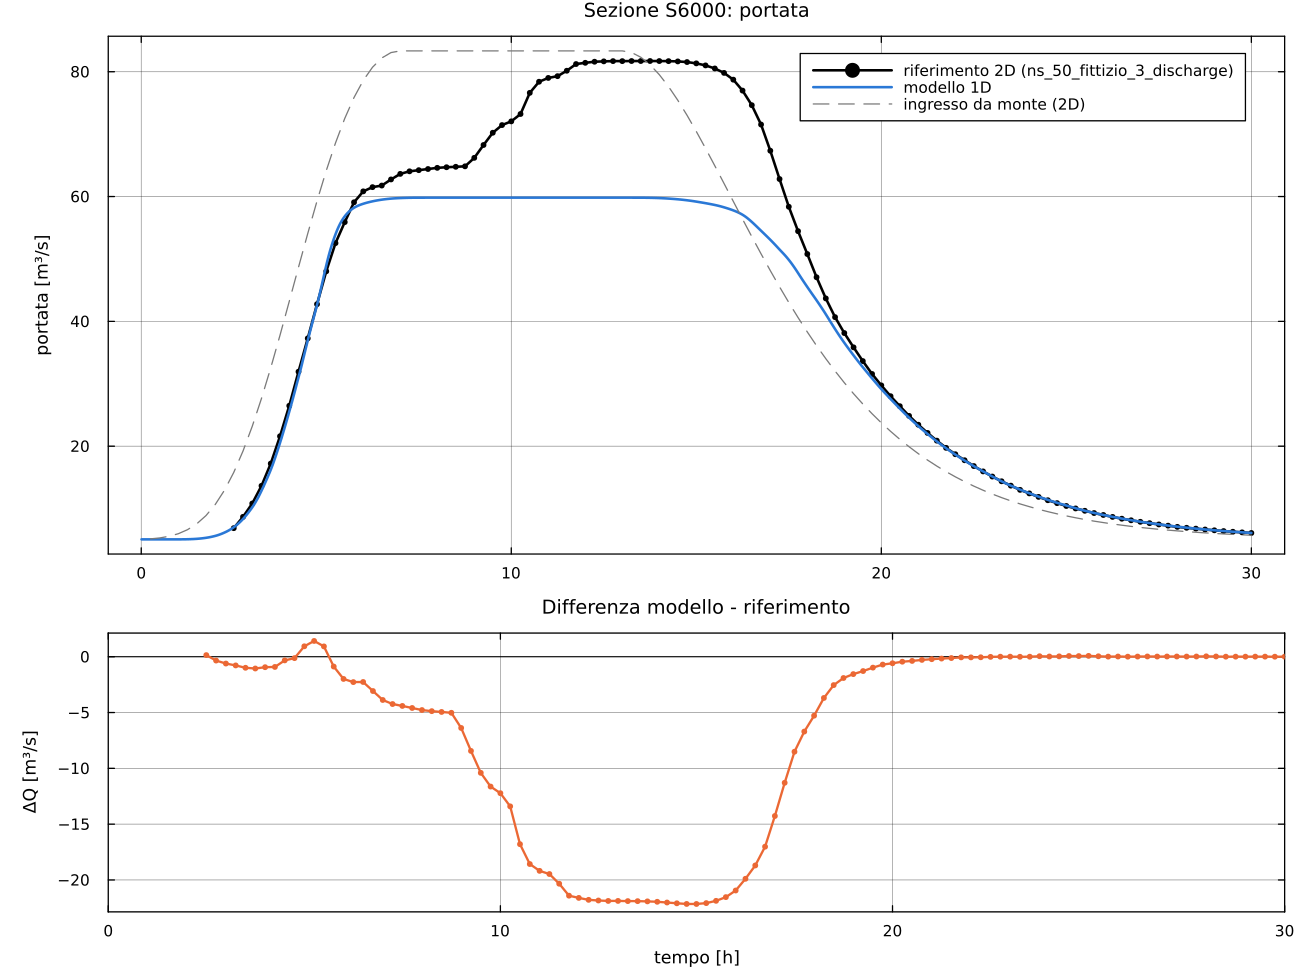 Sezione S6000: portata
riferimento 2D (ns_50_fittizio_3_discharge)
modello 1D
ingresso da monte (2D)
portata [m³/s]
80
60
40
20
0
10
20
30
Differenza modello - riferimento
ΔQ [m³/s]
0
−5
−10
−15
−20
0
10
20
30
tempo [h]